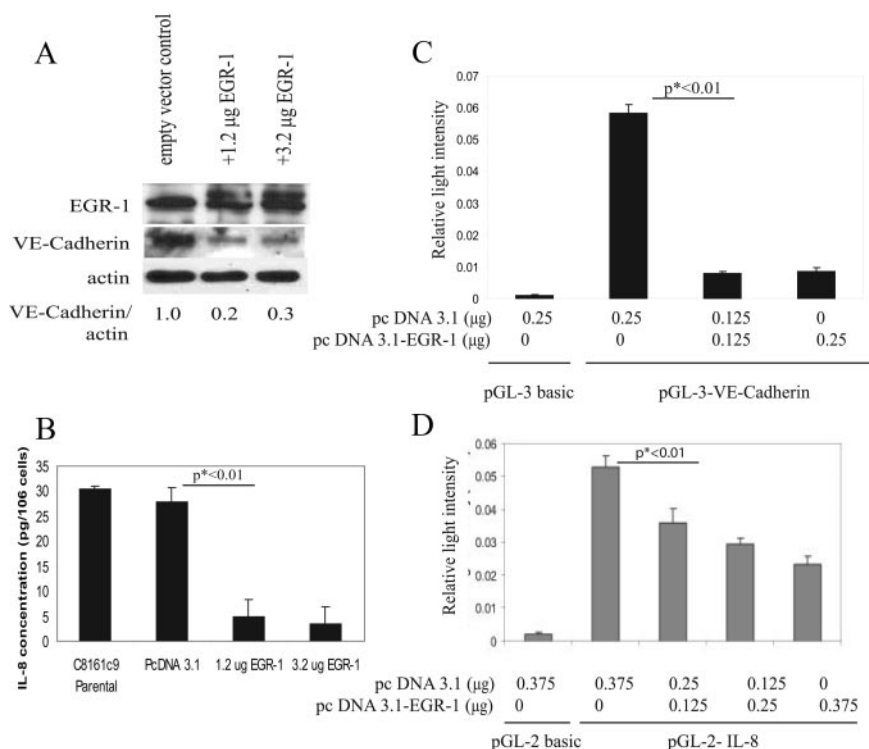 A
empty vector control
+1.2 µg EGR-1
+3.2 µg EGR-1
EGR-1
VE-Cadherin
actin
VE-Cadherin/ 1.0 0.2 0.3
actin
B
IL-8 concentration (pg/106 cells)
35
30
25
20
15
10
5
0
p*<0.01
C8161c9 PcDNA 3.1 1.2 ug EGR-1 3.2 ug EGR-1
Parental
C
Relative light intensity
0.07
0.06
0.05
0.04
0.03
0.02
0.01
0
p*<0.01
pc DNA 3.1 (µg) 0.25 0.25 0.125 0
pc DNA 3.1-EGR-1 (µg) 0 0 0.125 0.25
pGL-3 basic pGL-3-VE-Cadherin
D
Relative light intensity
0.06
0.05
0.04
0.03
0.02
0.01
0
p*<0.01
pc DNA 3.1 (µg) 0.375 0.375 0.25 0.125 0
pc DNA 3.1-EGR-1 (µg) 0 0 0.125 0.25 0.375
pGL-2 basic pGL-2- IL-8